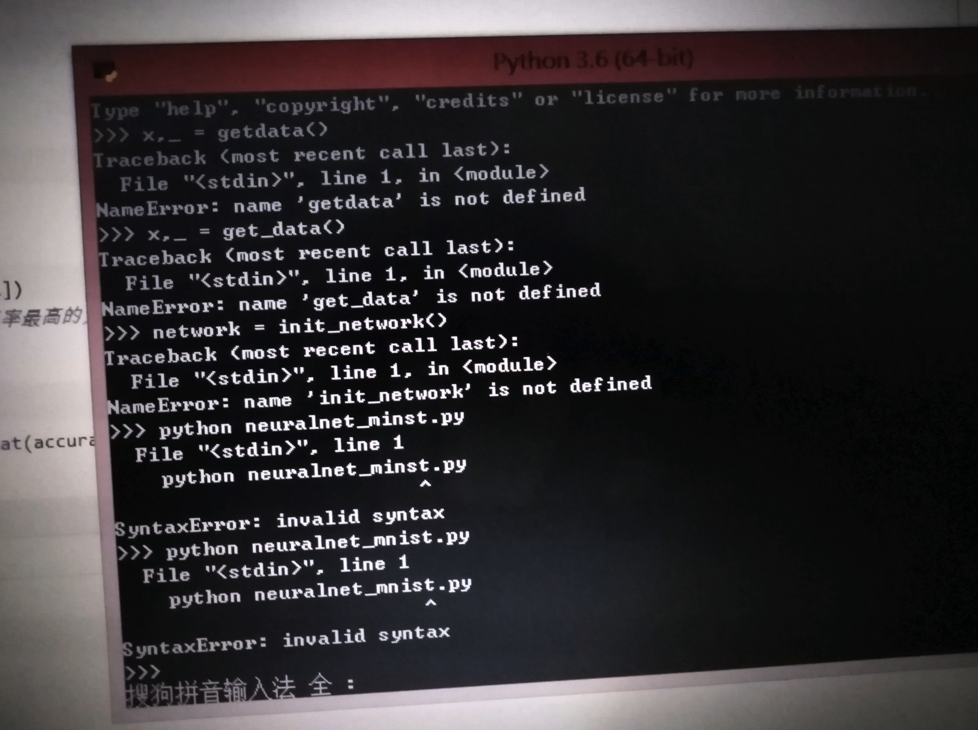 Python 3.6 (64-bit)
Type "help", "copyright", "credits" or "license" for more information.
>>> x,_ = getdata()
Traceback (most recent call last):
  File "<stdin>", line 1, in <module>
NameError: name 'getdata' is not defined
>>> x,_ = get_data()
Traceback (most recent call last):
  File "<stdin>", line 1, in <module>
NameError: name 'get_data' is not defined
>>> network = init_network()
Traceback (most recent call last):
  File "<stdin>", line 1, in <module>
NameError: name 'init_network' is not defined
>>> python neuralnet_minst.py
  File "<stdin>", line 1
    python neuralnet_minst.py
                         ^
SyntaxError: invalid syntax
>>> python neuralnet_mnist.py
  File "<stdin>", line 1
    python neuralnet_mnist.py
                         ^
SyntaxError: invalid syntax
>>>
搜狗拼音输入法 全 :
])
率最高的
at(accura